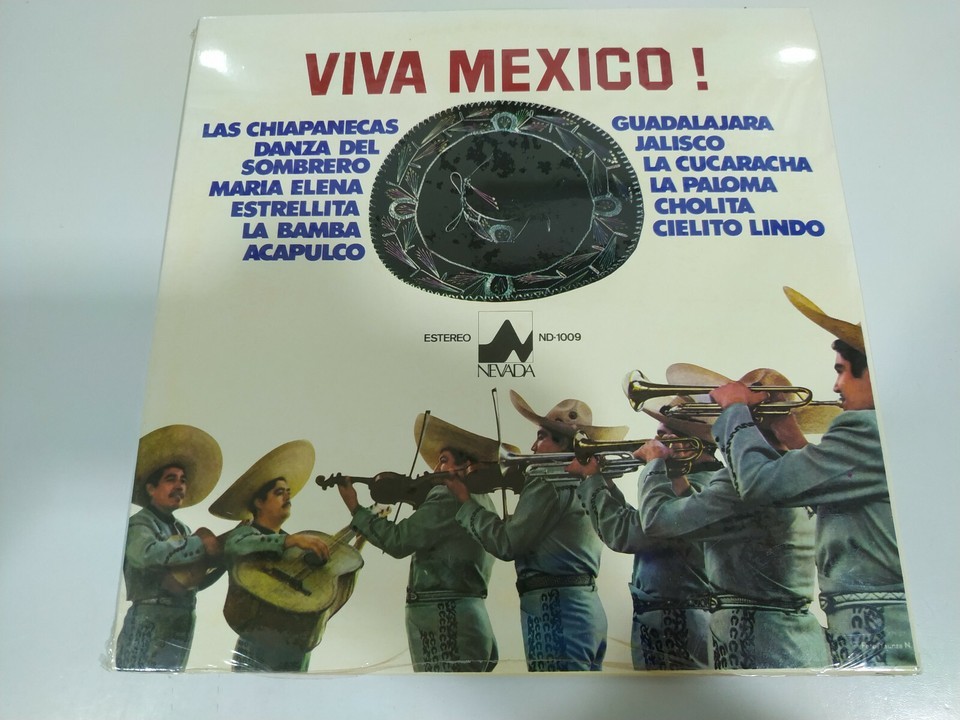 VIVA MEXICO !
LAS CHIAPANECAS
DANZA DEL
SOMBRERO
MARIA ELENA
ESTRELLITA
LA BAMBA
ACAPULCO
GUADALAJARA
JALISCO
LA CUCARACHA
LA PALOMA
CHOLITA
CIELITO LINDO
ESTEREO
ND-1009
NEVADA